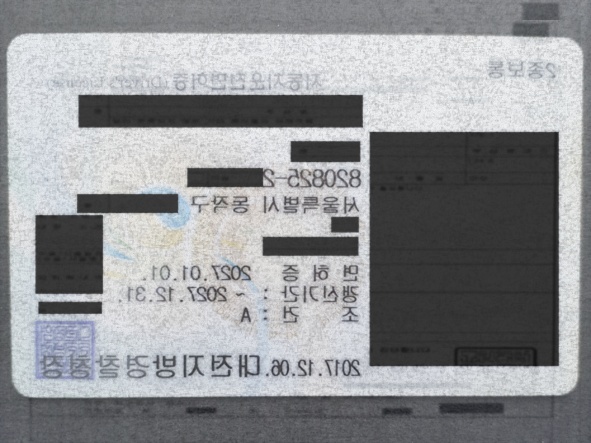 2종보통
자동차운전면허증 (Driver's License)
820825-2
서울특별시 동작구
면 허 증 2027.01.01.
갱신기간 : ~ 2027.12.31.
조 건 : A
2017.12.06. 대전지방경찰청장